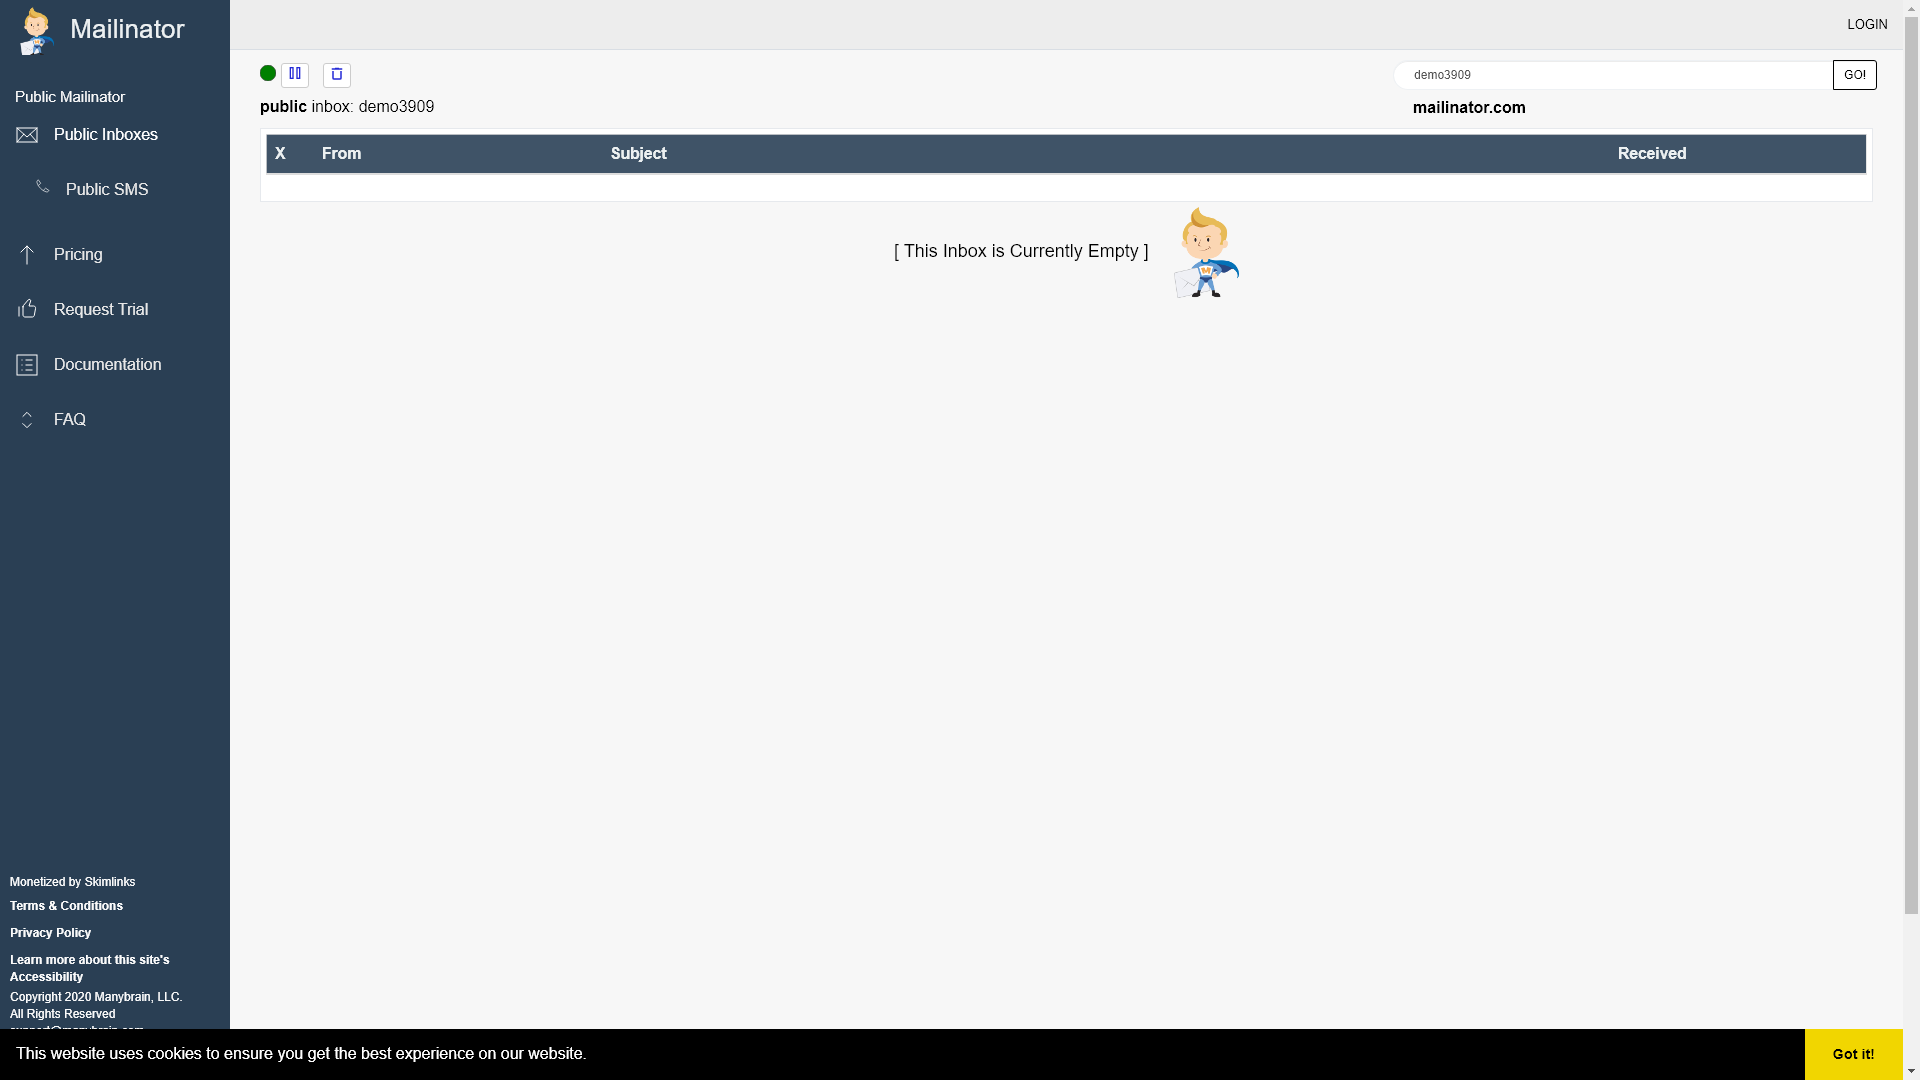 Mailinator
LOGIN
demo3909
GO!
Public Mailinator
public inbox: demo3909
mailinator.com
Public Inboxes
X From Subject Received
Public SMS
[ This Inbox is Currently Empty ]
Pricing
Request Trial
Documentation
FAQ
Monetized by Skimlinks
Terms & Conditions
Privacy Policy
Learn more about this site's
Accessibility
Copyright 2020 Manybrain, LLC.
All Rights Reserved
This website uses cookies to ensure you get the best experience on our website.
Got it!